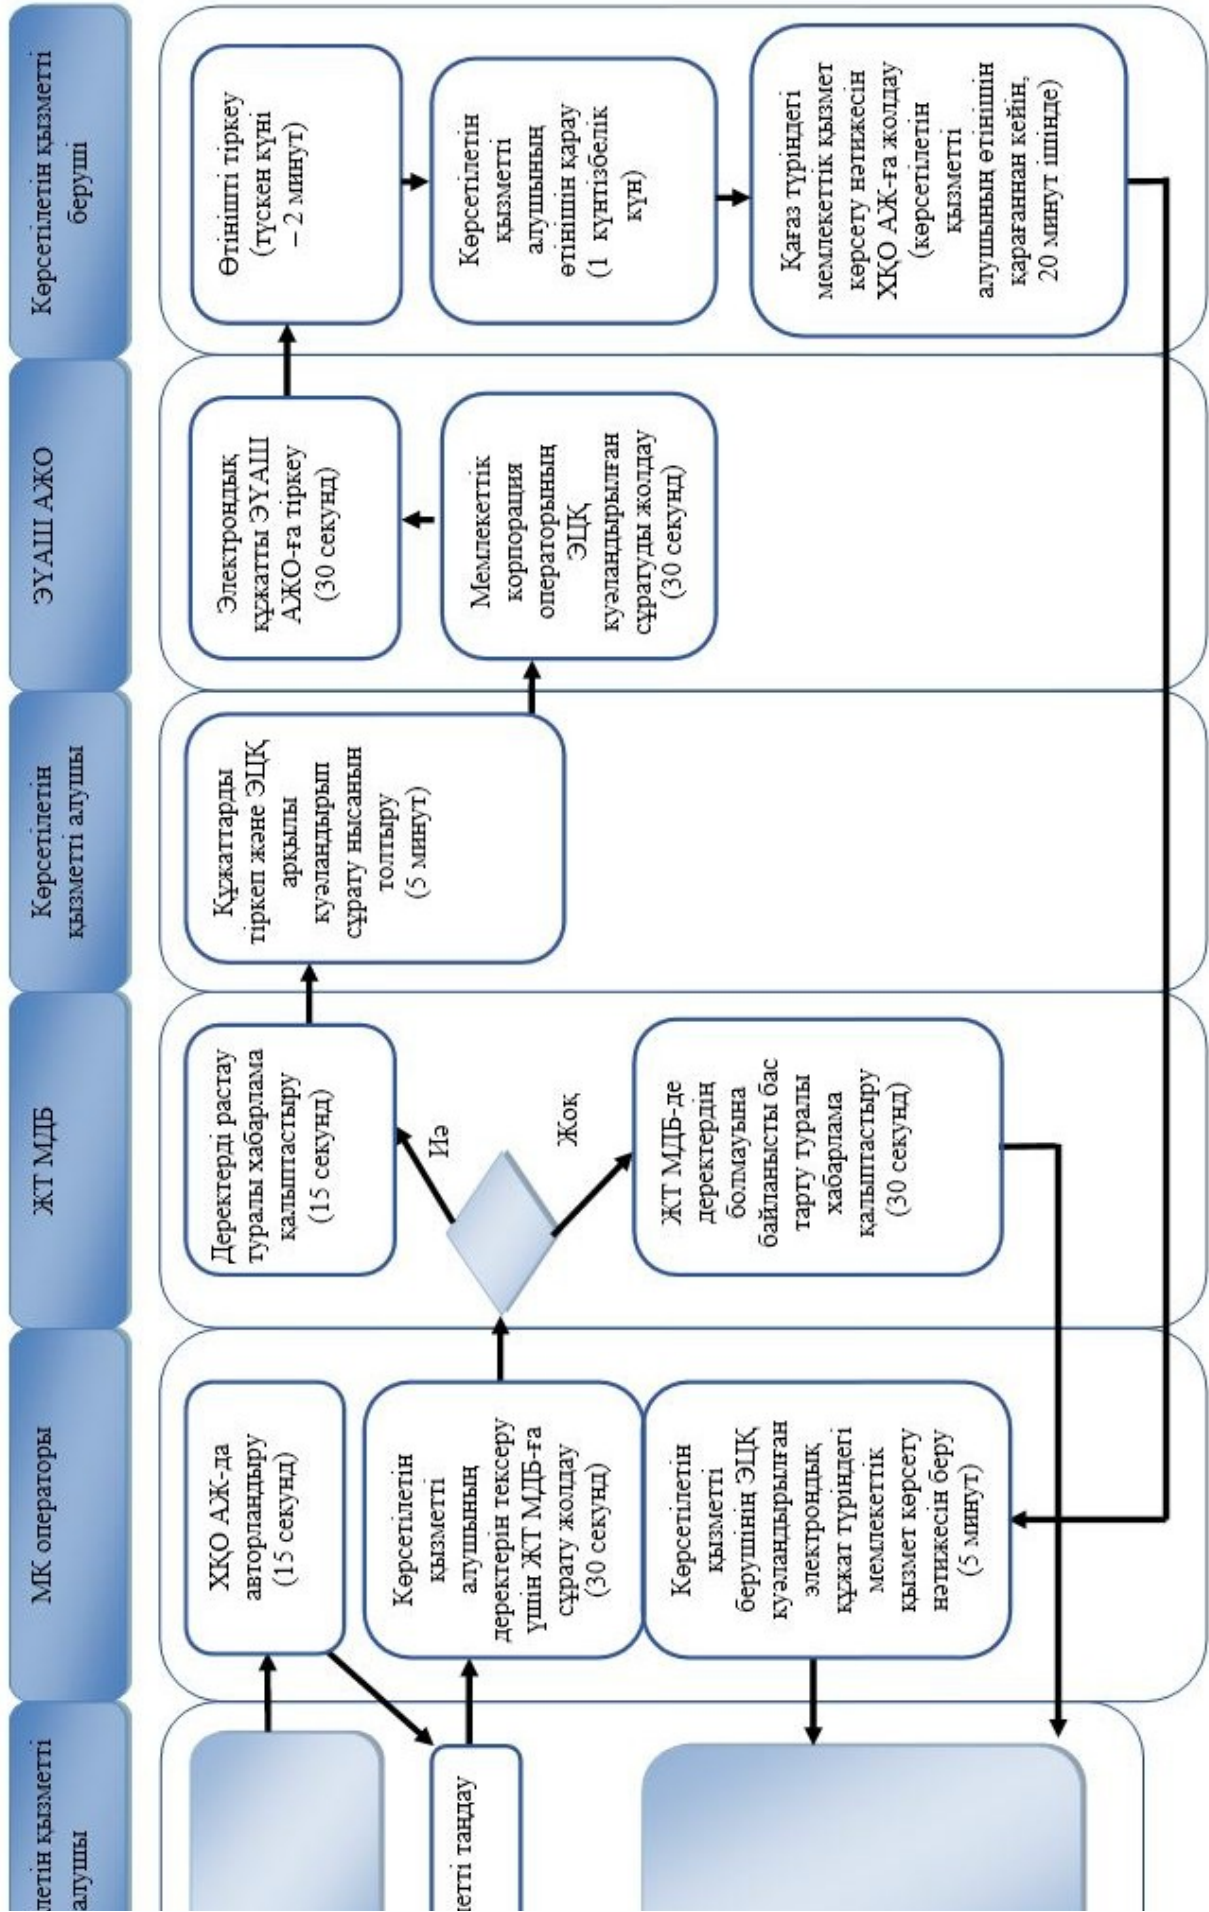 летін қызметті
алушы
МК операторы
ЖТ МДБ
Көрсетілетін
қызметті алушы
ЭҮАШ АЖО
Көрсетілетін қызметті
беруші
метті таңдау
ХҚО АЖ-да
авторландыру
(15 секунд)
Көрсетілетін
қызметті
алушының
деректерін тексеру
үшін ЖТ МДБ-ға
сұрату жолдау
(30 секунд)
Көрсетілетін
қызметті
берушінің ЭЦҚ
куәландырылған
электрондық
құжат түріндегі
мемлекеттік
қызмет көрсету
нәтижесін беру
(5 минут)
Деректерді растау
туралы хабарлама
қалыптастыру
(15 секунд)
Иә
Жоқ
ЖТ МДБ-де
деректердің
болмауына
байланысты бас
тарту туралы
хабарлама
қалыптастыру
(30 секунд)
Құжаттарды
тіркеп және ЭЦҚ
арқылы
куәландырып
сұрату нысанын
толтыру
(5 минут)
Электрондық
құжатты ЭҮАШ
АЖО-ға тіркеу
(30 секунд)
Мемлекеттік
корпорация
операторының
ЭЦҚ
куәландырылған
сұратуды жолдау
(30 секунд)
Өтінішті тіркеу
(түскен күні
– 2 минут)
Көрсетілетін
қызметті
алушының
өтінішін қарау
(1 күнтізбелік
күн)
Қағаз түріндегі
мемлекеттік қызмет
көрсету нәтижесін
ХҚО АЖ-ға жолдау
(көрсетілетін
қызметті
алушының өтінішін
қарағаннан кейін,
20 минут ішінде)